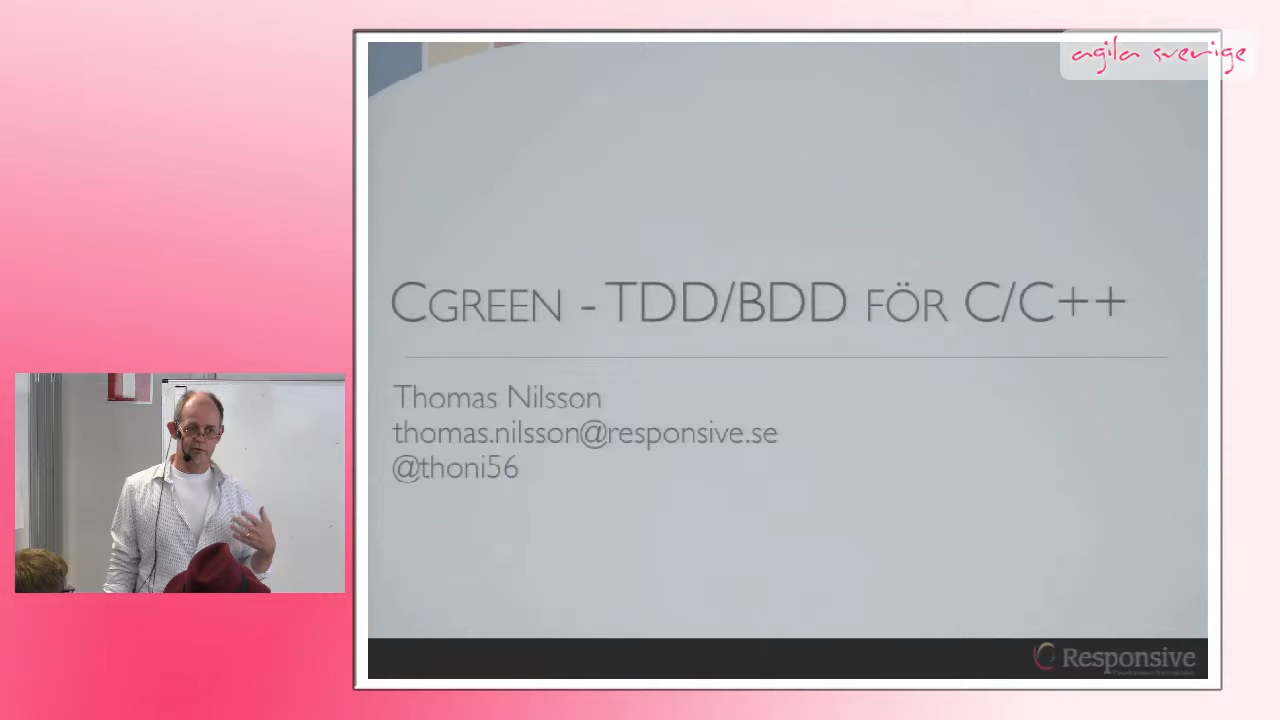 agila sverige
CGREEN - TDD/BDD FÖR C/C++
Thomas Nilsson
thomas.nilsson@responsive.se
@thoni56
Responsive